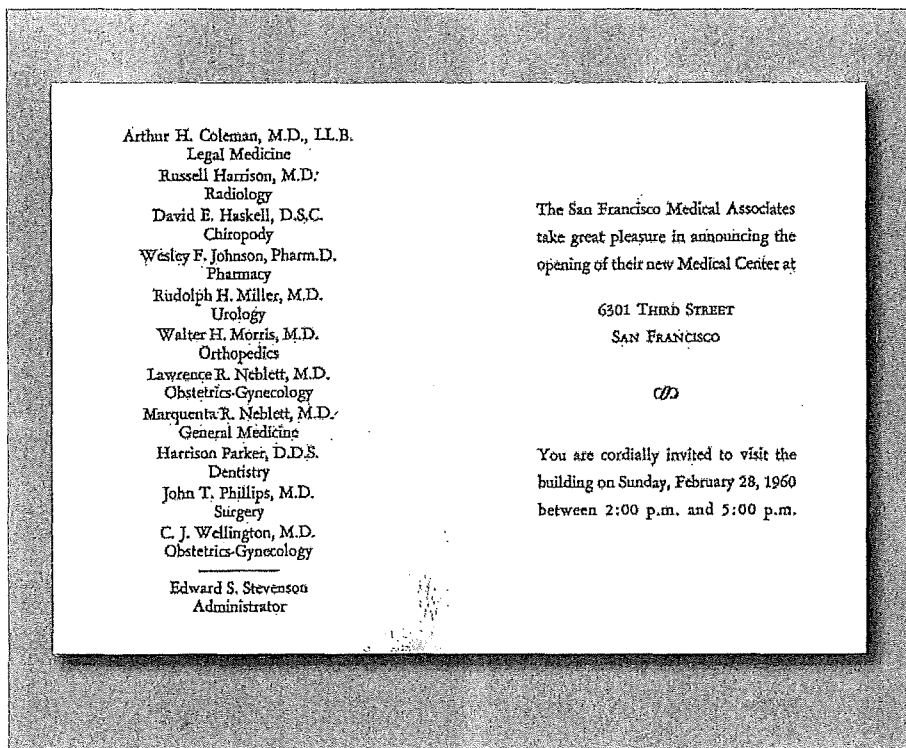 Arthur H. Coleman, M.D., LL.B.
Legal Medicine
Russell Harrison, M.D.
Radiology
David E. Haskell, D.S.C.
Chiropody
Wesley F. Johnson, Pharm.D.
Pharmacy
Rudolph H. Miller, M.D.
Urology
Walter H. Morris, M.D.
Orthopedics
Lawrence R. Neblett, M.D.
Obstetrics-Gynecology
Marquenta R. Neblett, M.D.
General Medicine
Harrison Parker, D.D.S.
Dentistry
John T. Phillips, M.D.
Surgery
C. J. Wellington, M.D.
Obstetrics-Gynecology
Edward S. Stevenson
Administrator
The San Francisco Medical Associates
take great pleasure in announcing the
opening of their new Medical Center at
6301 THIRD STREET
SAN FRANCISCO
You are cordially invited to visit the
building on Sunday, February 28, 1960
between 2:00 p.m. and 5:00 p.m.